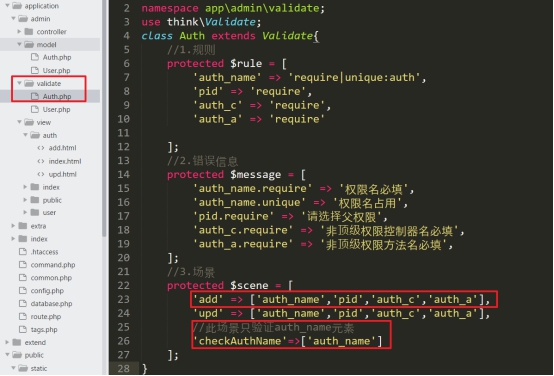 application
admin
controller
model
Auth.php
User.php
validate
Auth.php
User.php
view
auth
add.html
index.html
upd.html
index
public
user
extra
index
.htaccess
command.php
common.php
config.php
database.php
route.php
tags.php
extend
public
static
2 namespace app\admin\validate;
3 use think\Validate;
4 class Auth extends Validate{
5 //1.规则
6 protected $rule = [
7 'auth_name' => 'require|unique:auth',
8 'pid' => 'require',
9 'auth_c' => 'require',
10 'auth_a' => 'require'
11
12 ];
13 //2.错误信息
14 protected $message = [
15 'auth_name.require' => '权限名必填',
16 'auth_name.unique' => '权限名占用',
17 'pid.require' => '请选择父权限',
18 'auth_c.require' => '非顶级权限控制器名必填',
19 'auth_a.require' => '非顶级权限方法名必填',
20 ];
21 //3.场景
22 protected $scene = [
23 'add' => ['auth_name','pid','auth_c','auth_a'],
24 'upd' => ['auth_name','pid','auth_c','auth_a'],
25 //此场景只验证auth_name元素
26 'checkAuthName'=>['auth_name']
27 ];
28 }